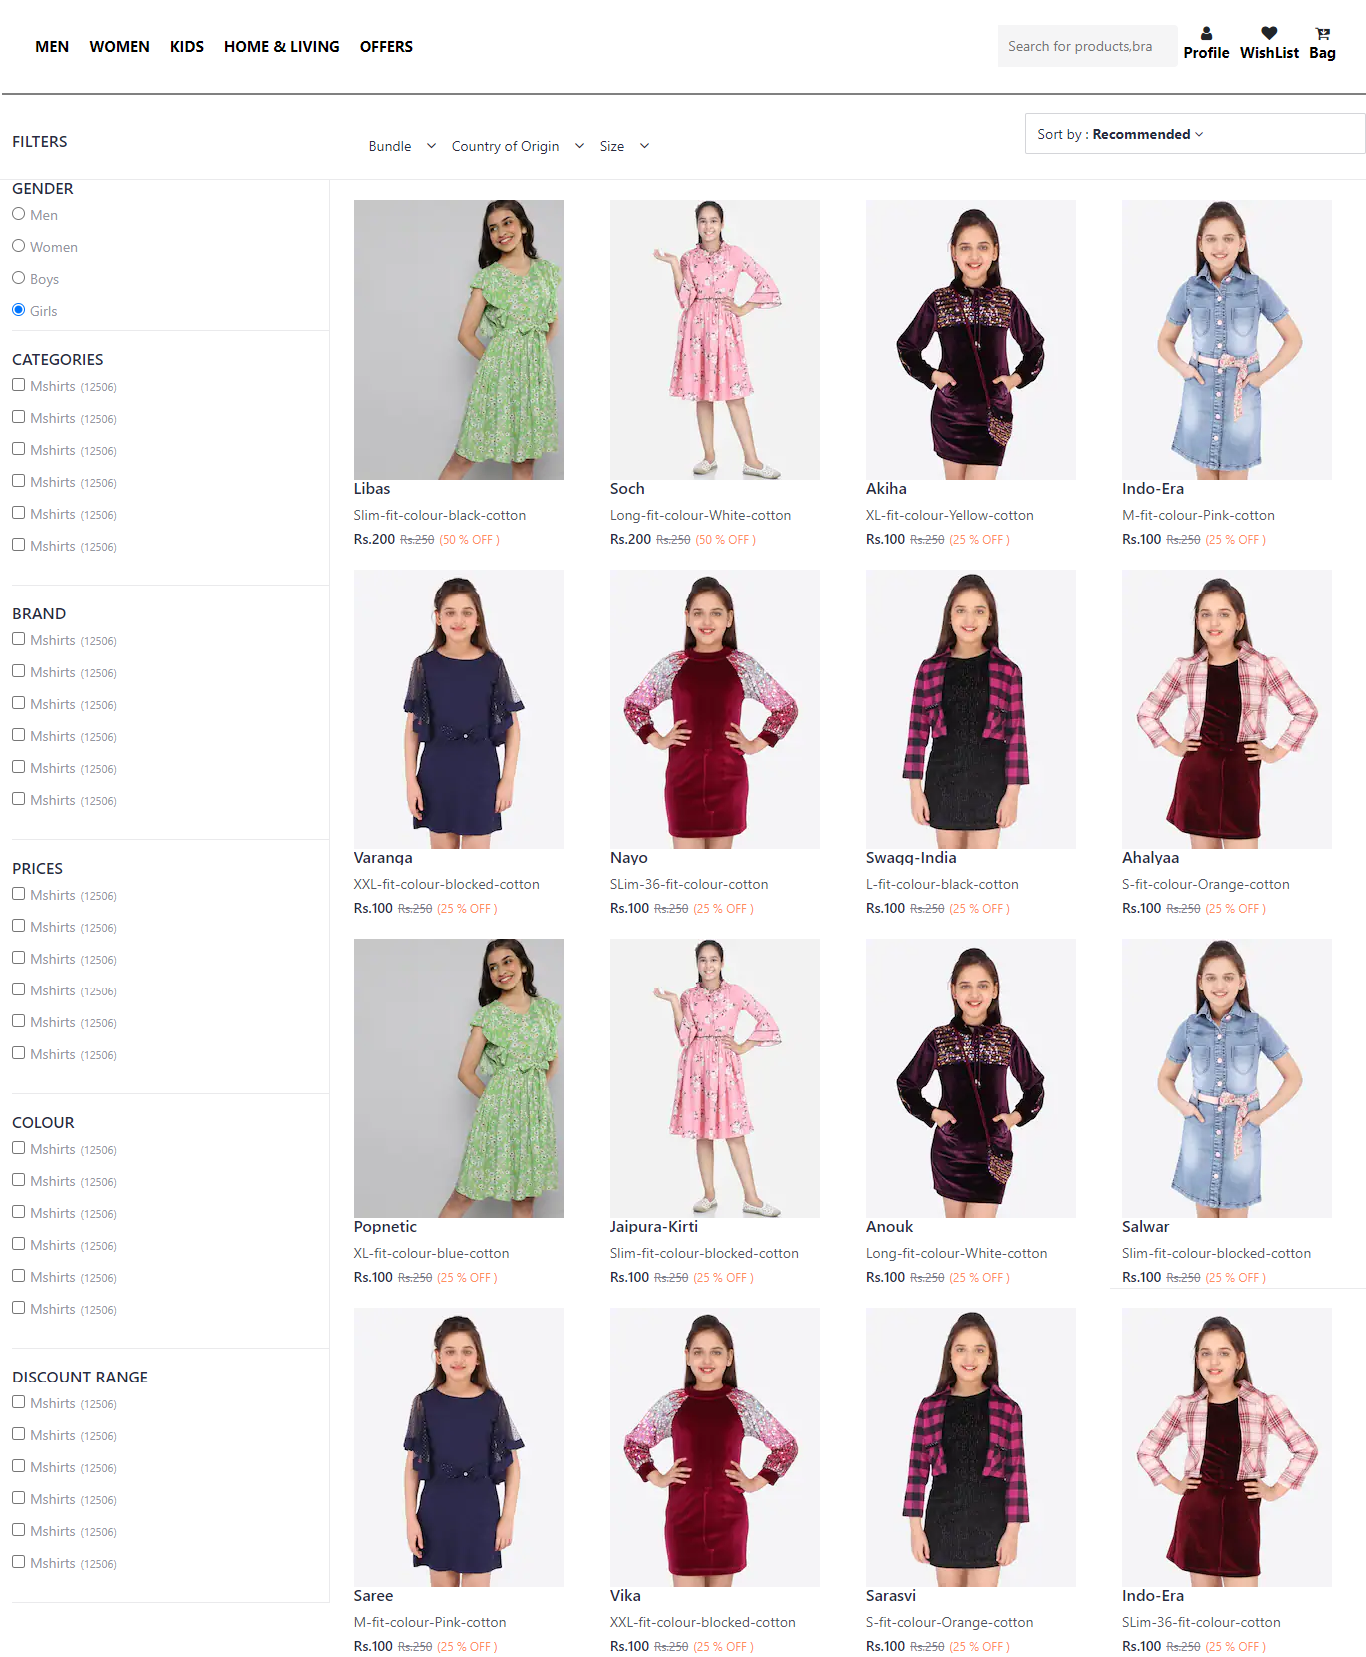 MEN WOMEN KIDS HOME & LIVING OFFERS
Search for products,bra
Profile WishList Bag
FILTERS
Bundle Country of Origin Size
Sort by : Recommended
GENDER
Men
Women
Boys
Girls
CATEGORIES
Mshirts (12506)
Mshirts (12506)
Mshirts (12506)
Mshirts (12506)
Mshirts (12506)
Mshirts (12506)
BRAND
Mshirts (12506)
Mshirts (12506)
Mshirts (12506)
Mshirts (12506)
Mshirts (12506)
Mshirts (12506)
PRICES
Mshirts (12506)
Mshirts (12506)
Mshirts (12506)
Mshirts (12506)
Mshirts (12506)
Mshirts (12506)
COLOUR
Mshirts (12506)
Mshirts (12506)
Mshirts (12506)
Mshirts (12506)
Mshirts (12506)
Mshirts (12506)
DISCOUNT RANGE
Mshirts (12506)
Mshirts (12506)
Mshirts (12506)
Mshirts (12506)
Mshirts (12506)
Mshirts (12506)
Libas
Slim-fit-colour-black-cotton
Rs.200 Rs.250 (50 % OFF )
Soch
Long-fit-colour-White-cotton
Rs.200 Rs.250 (50 % OFF )
Akiha
XL-fit-colour-Yellow-cotton
Rs.100 Rs.250 (25 % OFF )
Indo-Era
M-fit-colour-Pink-cotton
Rs.100 Rs.250 (25 % OFF )
Varanga
XXL-fit-colour-blocked-cotton
Rs.100 Rs.250 (25 % OFF )
Nayo
SLim-36-fit-colour-cotton
Rs.100 Rs.250 (25 % OFF )
Swagg-India
L-fit-colour-black-cotton
Rs.100 Rs.250 (25 % OFF )
Ahalyaa
S-fit-colour-Orange-cotton
Rs.100 Rs.250 (25 % OFF )
Popnetic
XL-fit-colour-blue-cotton
Rs.100 Rs.250 (25 % OFF )
Jaipura-Kirti
Slim-fit-colour-blocked-cotton
Rs.100 Rs.250 (25 % OFF )
Anouk
Long-fit-colour-White-cotton
Rs.100 Rs.250 (25 % OFF )
Salwar
Slim-fit-colour-blocked-cotton
Rs.100 Rs.250 (25 % OFF )
Saree
M-fit-colour-Pink-cotton
Rs.100 Rs.250 (25 % OFF )
Vika
XXL-fit-colour-blocked-cotton
Rs.100 Rs.250 (25 % OFF )
Sarasvi
S-fit-colour-Orange-cotton
Rs.100 Rs.250 (25 % OFF )
Indo-Era
SLim-36-fit-colour-cotton
Rs.100 Rs.250 (25 % OFF )